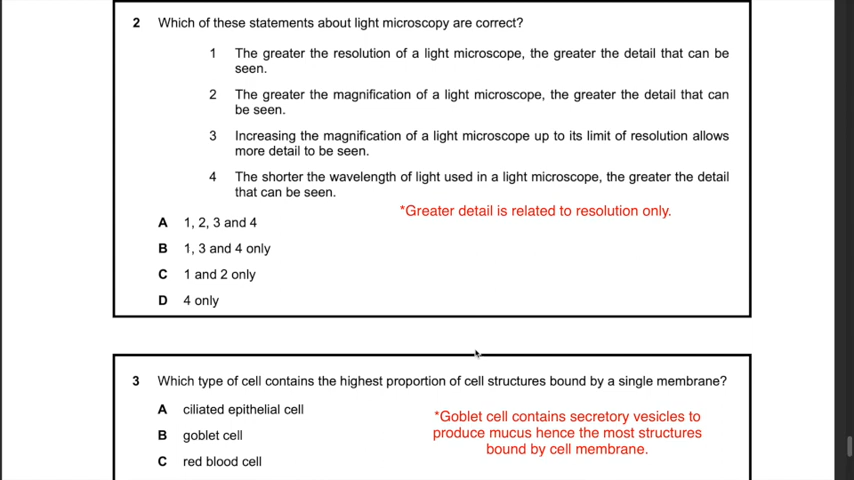 2 Which of these statements about light microscopy are correct?
1 The greater the resolution of a light microscope, the greater the detail that can be
seen.
2 The greater the magnification of a light microscope, the greater the detail that can
be seen.
3 Increasing the magnification of a light microscope up to its limit of resolution allows
more detail to be seen.
4 The shorter the wavelength of light used in a light microscope, the greater the detail
that can be seen.
*Greater detail is related to resolution only.
A 1, 2, 3 and 4
B 1, 3 and 4 only
C 1 and 2 only
D 4 only
3 Which type of cell contains the highest proportion of cell structures bound by a single membrane?
A ciliated epithelial cell
B goblet cell
C red blood cell
*Goblet cell contains secretory vesicles to
produce mucus hence the most structures
bound by cell membrane.